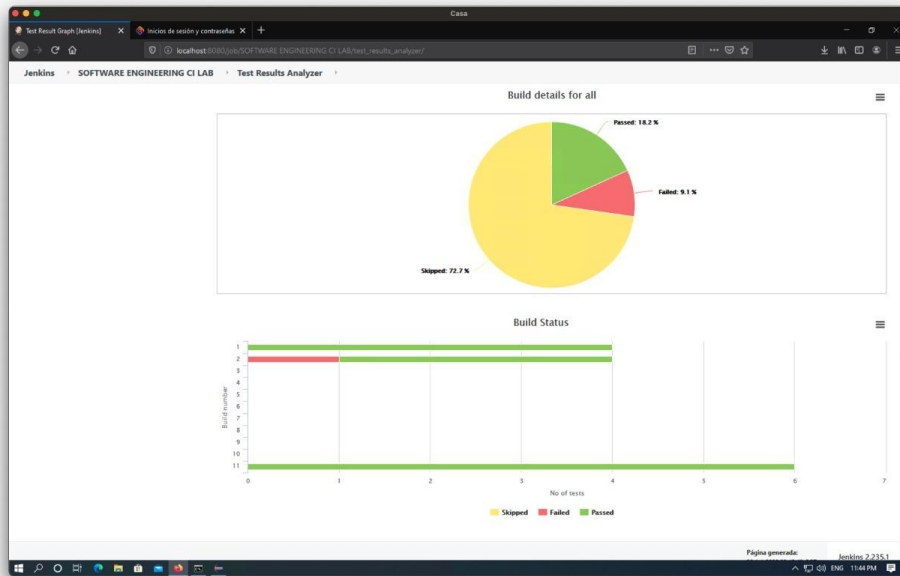 Casa
Test Result Graph [Jenkins]
Inicios de sesión y contraseñas
localhost:8080/job/SOFTWARE ENGINEERING CI LAB/test_results_analyzer/
Jenkins
SOFTWARE ENGINEERING CI LAB
Test Results Analyzer
Build details for all
Passed: 18.2 %
Failed: 9.1 %
Skipped: 72.7 %
Build Status
Build number
1
2
3
4
5
6
7
8
9
10
11
0 1 2 3 4 5 6 7
No of tests
Skipped Failed Passed
Página generada:
Jenkins 2.235.1
ENG 11:44 PM